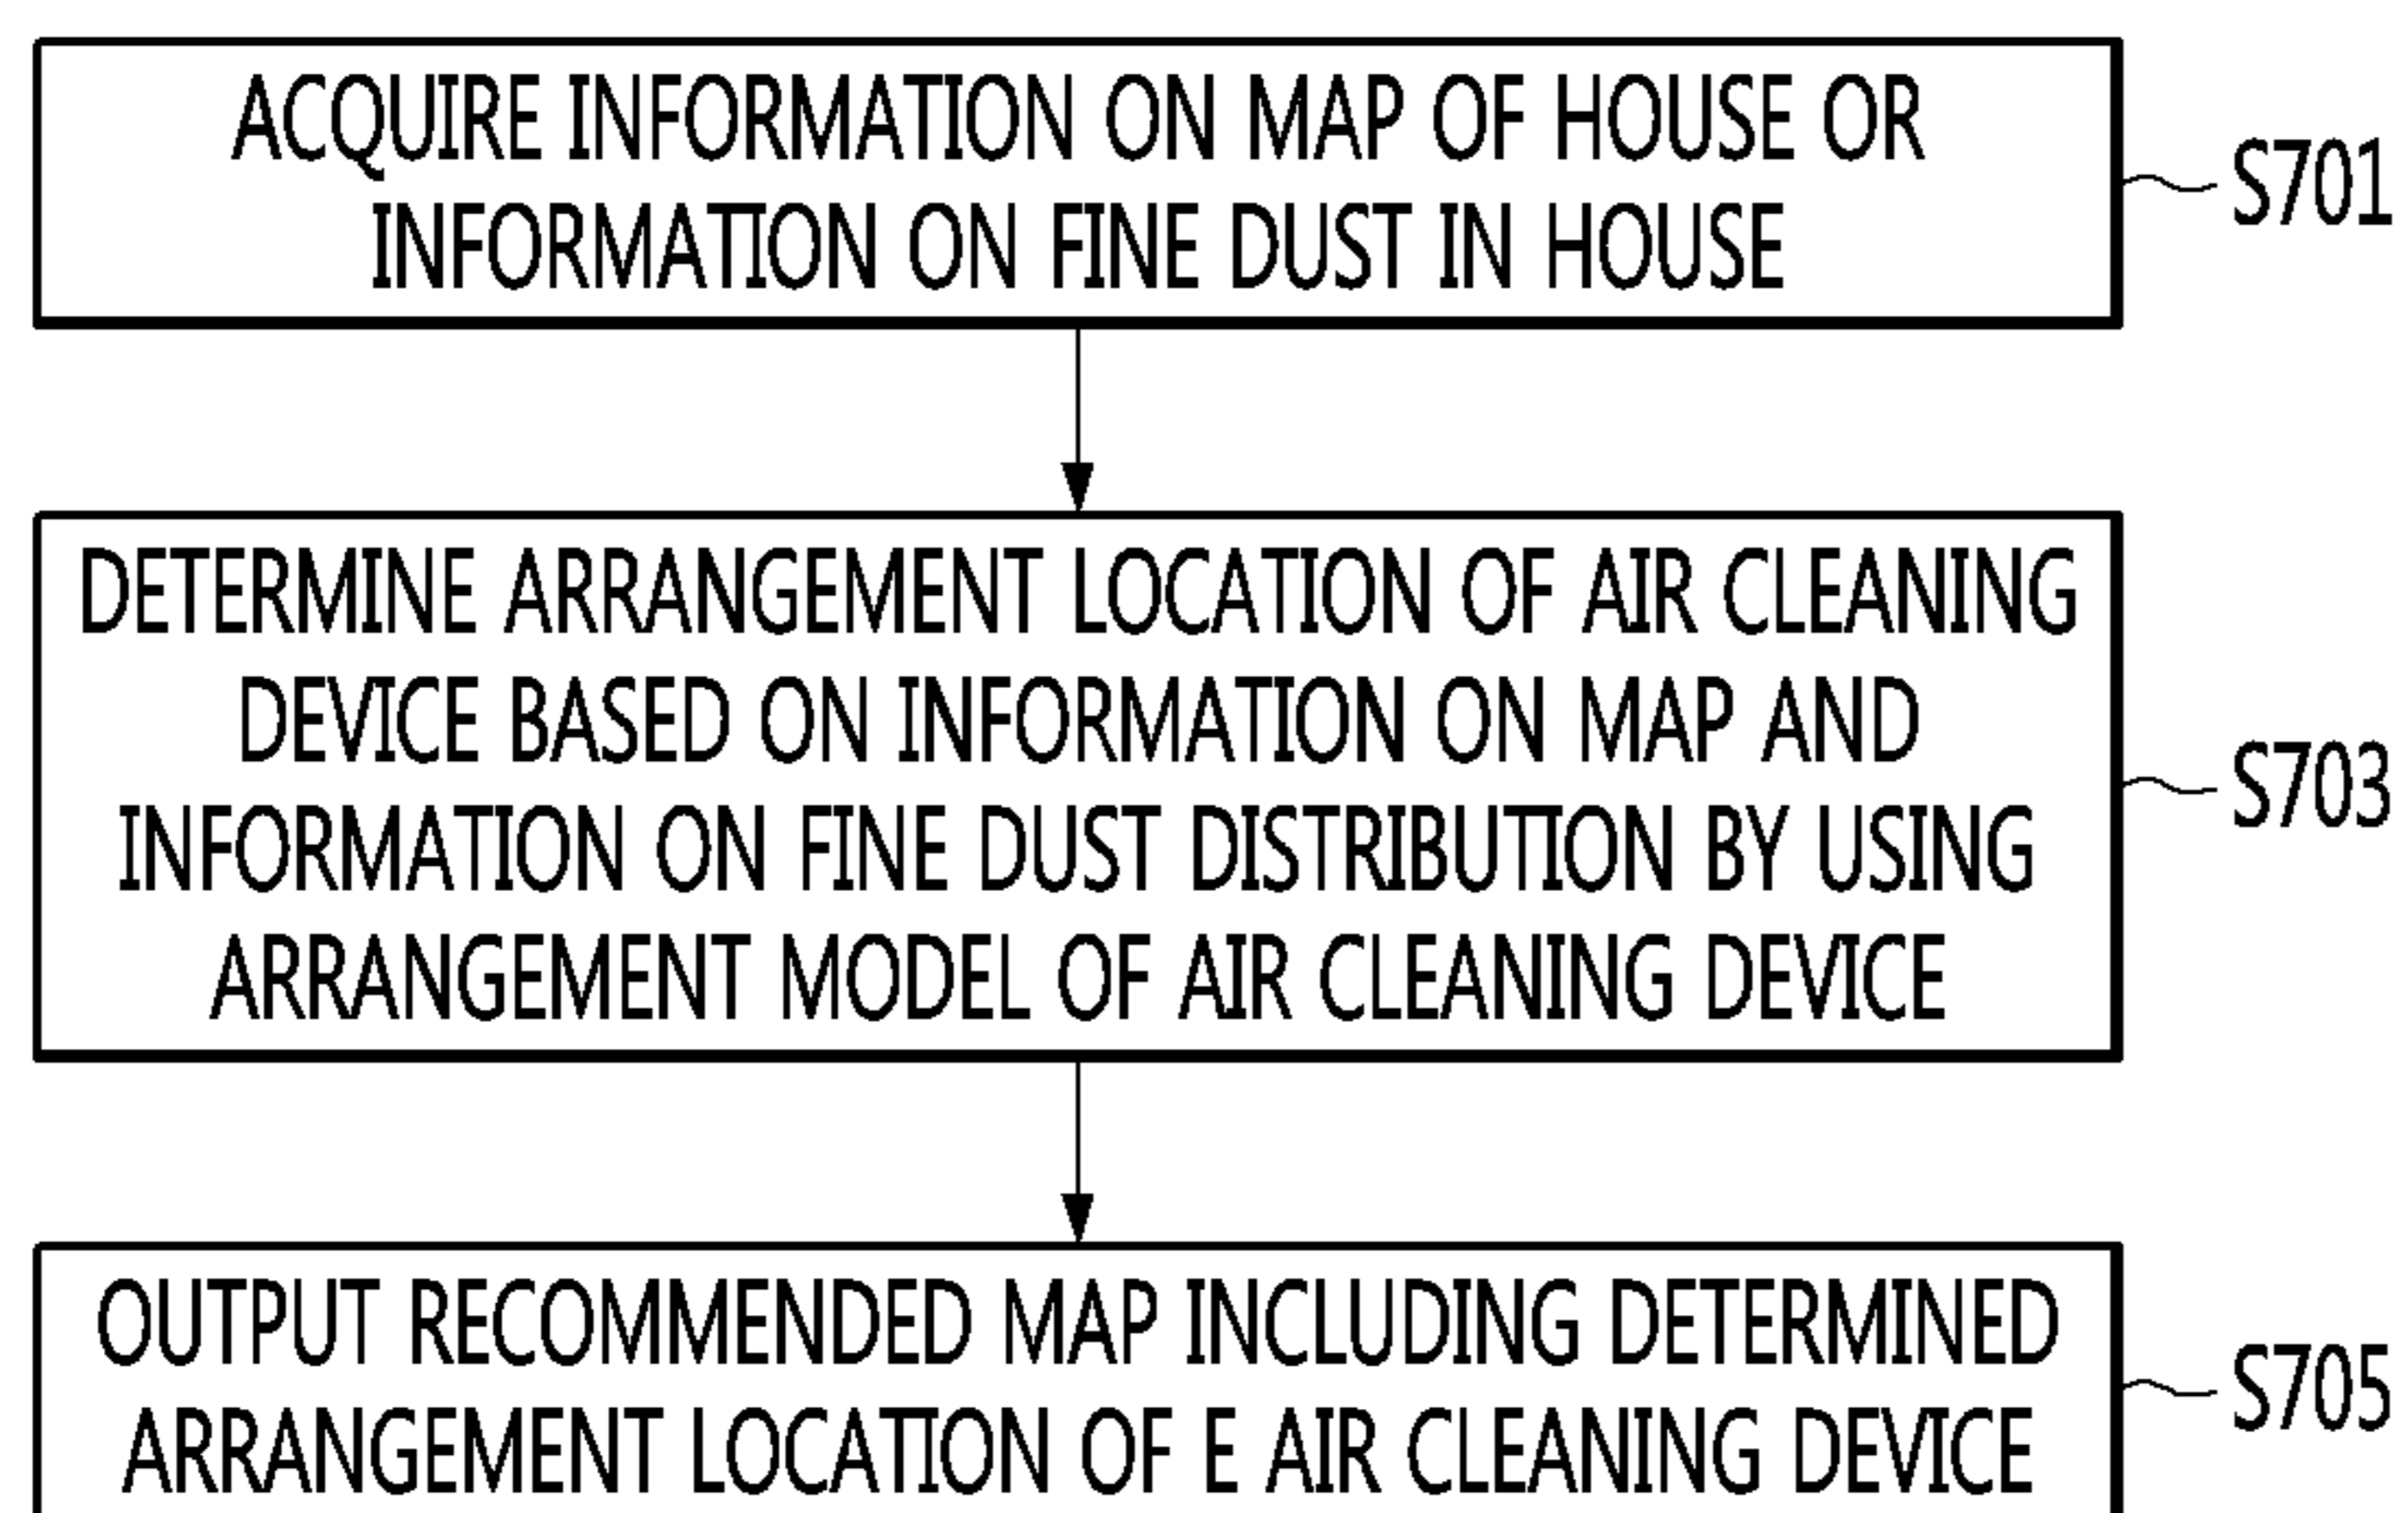 ACQUIRE INFORMATION ON MAP OF HOUSE OR
INFORMATION ON FINE DUST IN HOUSE
S701
DETERMINE ARRANGEMENT LOCATION OF AIR CLEANING
DEVICE BASED ON INFORMATION ON MAP AND
INFORMATION ON FINE DUST DISTRIBUTION BY USING
ARRANGEMENT MODEL OF AIR CLEANING DEVICE
S703
OUTPUT RECOMMENDED MAP INCLUDING DETERMINED
ARRANGEMENT LOCATION OF E AIR CLEANING DEVICE
S705